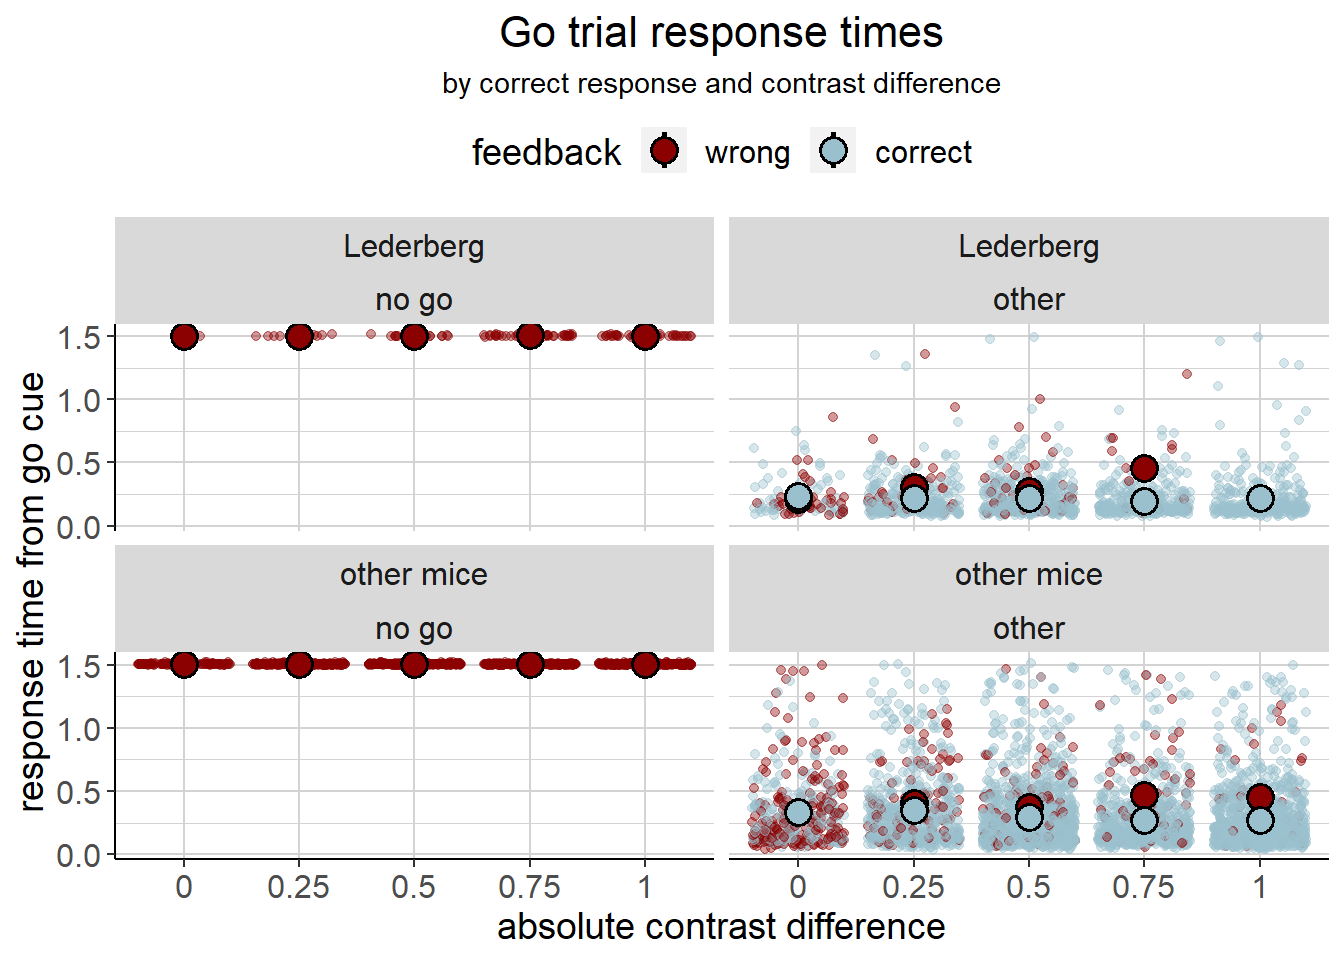 Go trial response times
by correct response and contrast difference
feedback wrong correct
Lederberg
no go
Lederberg
other
1.5
1.0
0.5
0.0
other mice
no go
other mice
other
1.5
1.0
0.5
0.0
response time from go cue
0 0.25 0.5 0.75 1
0 0.25 0.5 0.75 1
absolute contrast difference